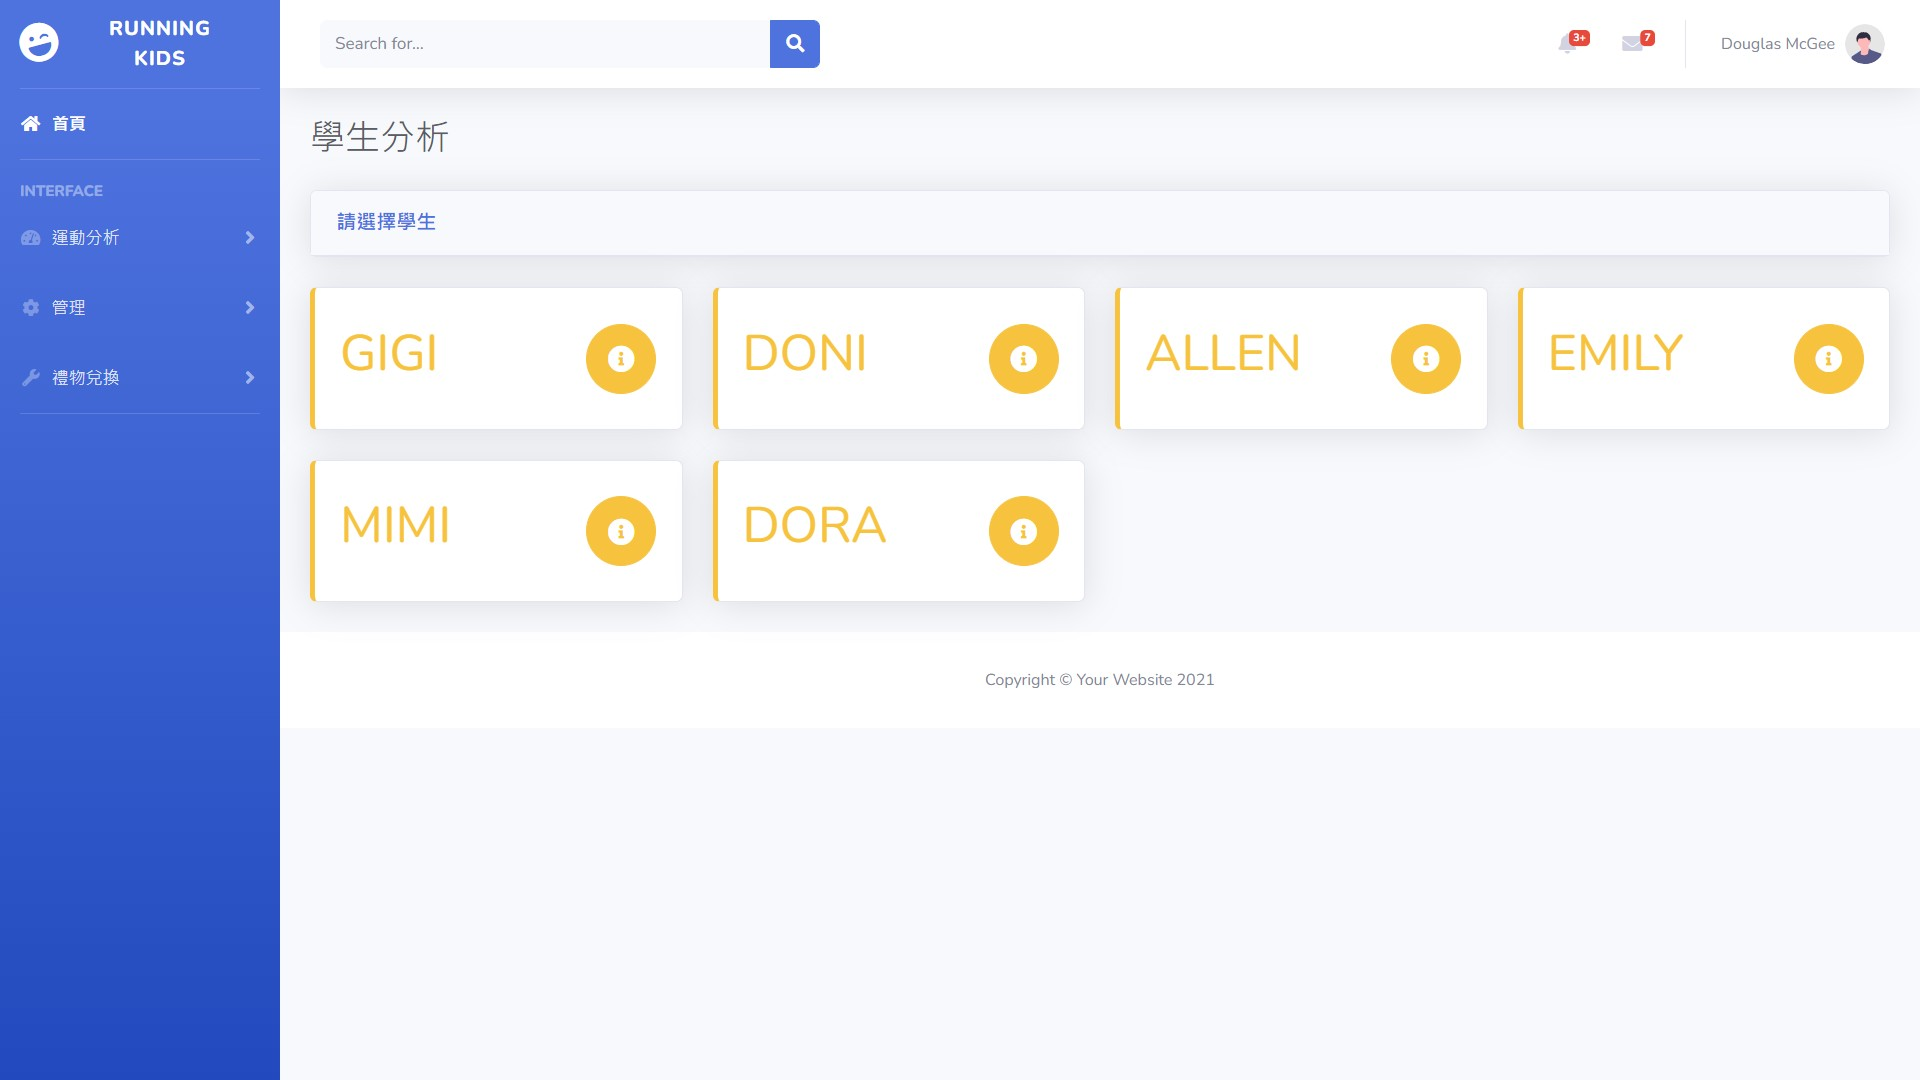 RUNNING
KIDS
首頁
INTERFACE
運動分析
管理
禮物兌換
Search for...
3+
7
Douglas McGee
學生分析
請選擇學生
GIGI
DONI
ALLEN
EMILY
MIMI
DORA
Copyright © Your Website 2021